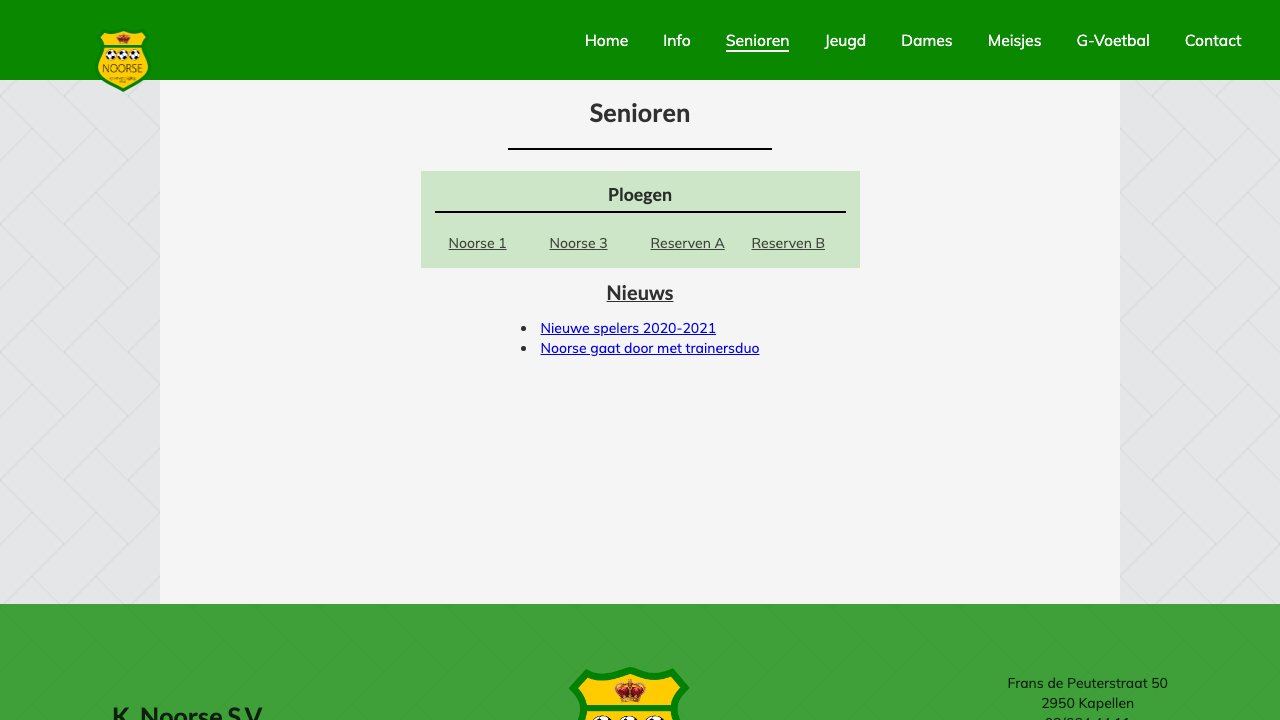 NOORSE
Home Info Senioren Jeugd Dames Meisjes G-Voetbal Contact
Senioren
Ploegen
Noorse 1 Noorse 3 Reserven A Reserven B
Nieuws
Nieuwe spelers 2020-2021
Noorse gaat door met trainersduo
K. Noorse S.V.
Frans de Peuterstraat 50
2950 Kapellen